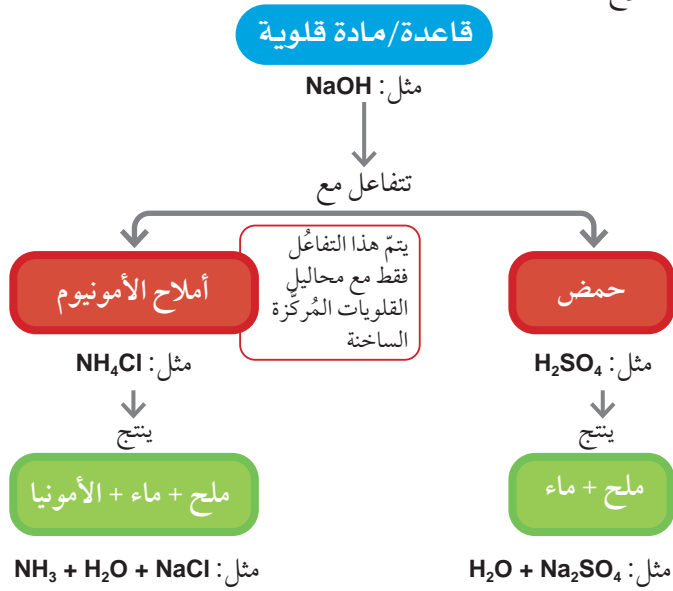 قاعدة/مادة قلوية
مثل: NaOH
تتفاعل مع
حمض
يتمّ هذا التفاعُل
فقط مع محاليل
القلويات المُركَّزة
الساخنة
أملاح الأمونيوم
مثل: H₂SO₄
مثل: NH₄Cl
ينتج
ينتج
ملح + ماء
ملح + ماء + الأمونيا
مثل: H₂O + Na₂SO₄
مثل: NH₃ + H₂O + NaCl